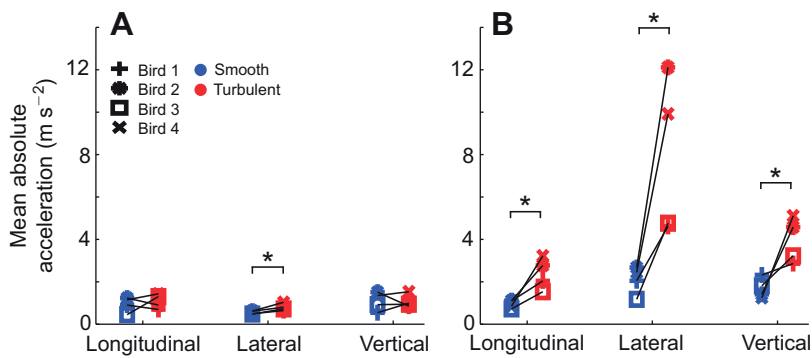 A
B
Bird 1
Bird 2
Bird 3
Bird 4
Smooth
Turbulent
Mean absolute
acceleration (m s−2)
12
8
4
0
*
Longitudinal Lateral Vertical
12
8
4
0
*
*
*
Longitudinal Lateral Vertical